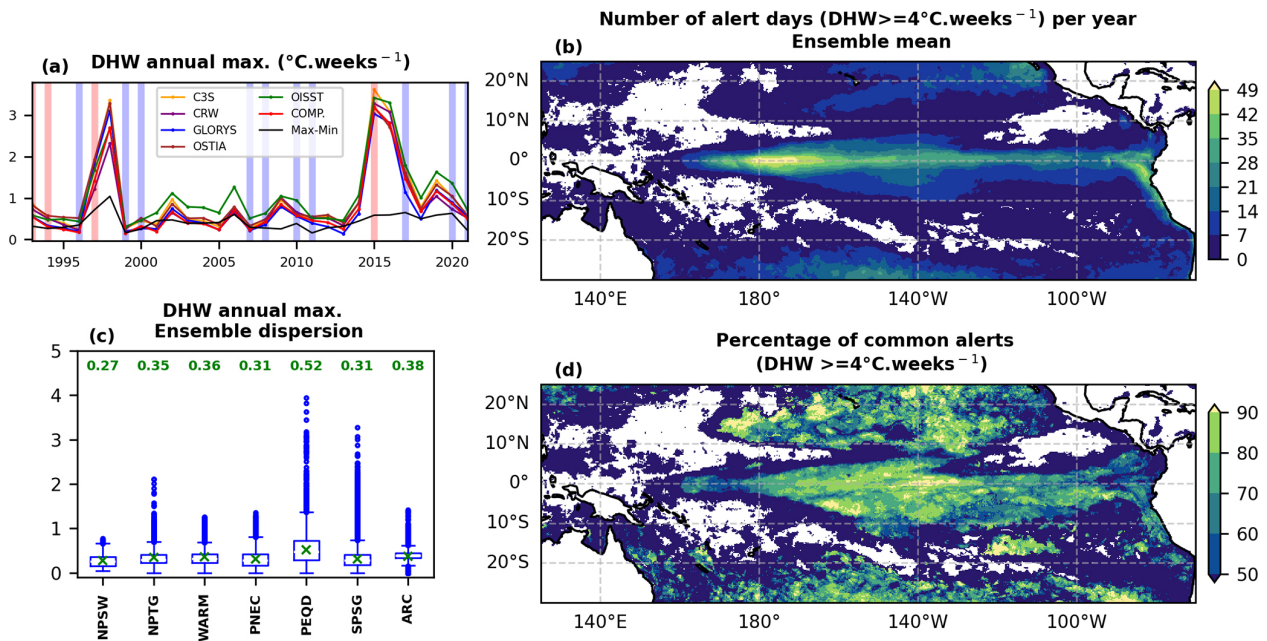 (a)
DHW annual max. (°C.weeks⁻¹)
C3S
CRW
GLORYS
OSTIA
OISST
COMP.
Max-Min
3
2
1
0
1995
2000
2005
2010
2015
2020
Number of alert days (DHW>=4°C.weeks⁻¹) per year
(b)
Ensemble mean
20°N
10°N
0°
10°S
20°S
140°E
180°
140°W
100°W
49
42
35
28
21
14
7
0
DHW annual max.
(c)
Ensemble dispersion
5
4
3
2
1
0
0.27 0.35 0.36 0.31 0.52 0.31 0.38
NPSW
NPTG
WARM
PNEC
PEQD
SPSG
ARC
Percentage of common alerts
(d)
(DHW >=4°C.weeks⁻¹)
20°N
10°N
0°
10°S
20°S
140°E
180°
140°W
100°W
90
80
70
60
50